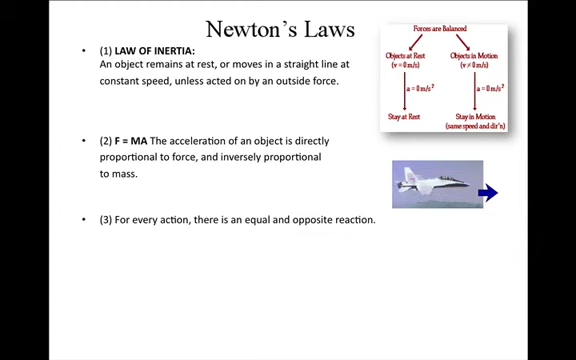 Newton's Laws
• (1) LAW OF INERTIA:
An object remains at rest, or moves in a straight line at
constant speed, unless acted on by an outside force.
• (2) F = MA The acceleration of an object is directly
proportional to force, and inversely proportional
to mass.
• (3) For every action, there is an equal and opposite reaction.
Forces are Balanced
Objects at Rest
(v = 0 m/s)
Objects in Motion
(v ≠ 0 m/s)
a = 0 m/s²
a = 0 m/s²
Stay at Rest
Stay in Motion
(same speed and dir'n)